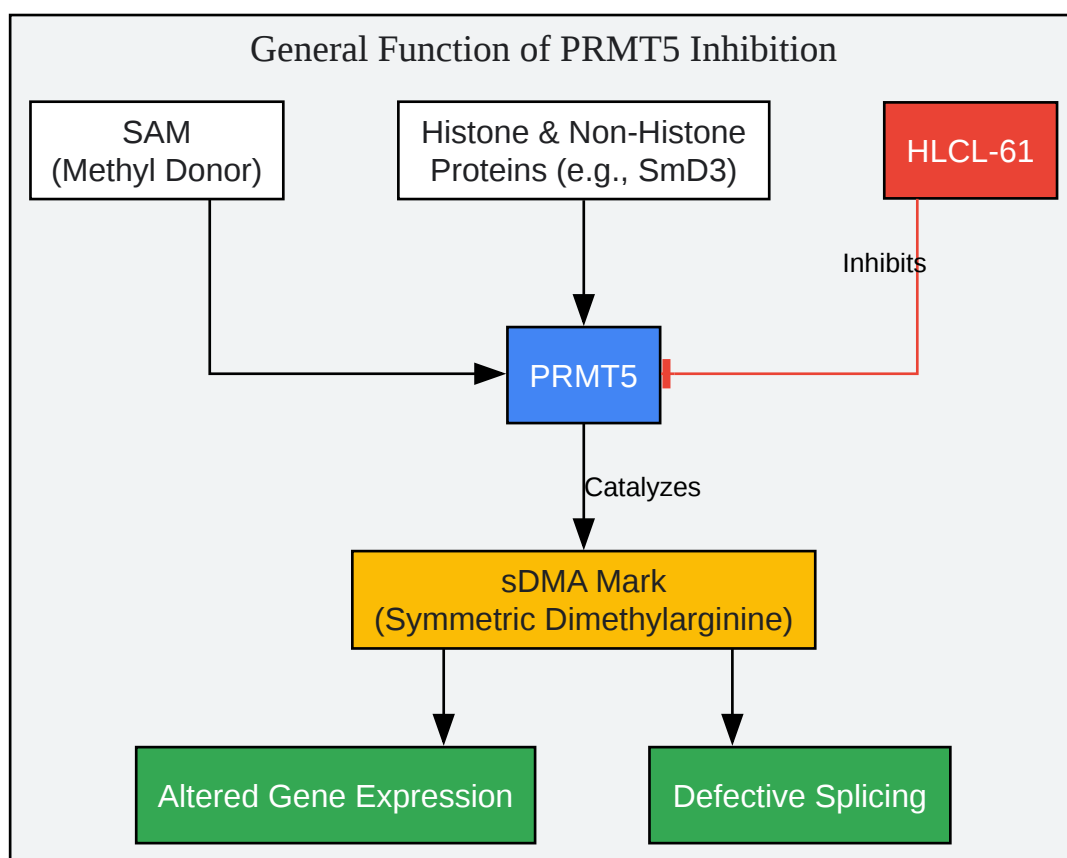 General Function of PRMT5 Inhibition
SAM
(Methyl Donor)
Histone & Non-Histone
Proteins (e.g., SmD3)
HLCL-61
Inhibits
PRMT5
Catalyzes
sDMA Mark
(Symmetric Dimethylarginine)
Altered Gene Expression
Defective Splicing